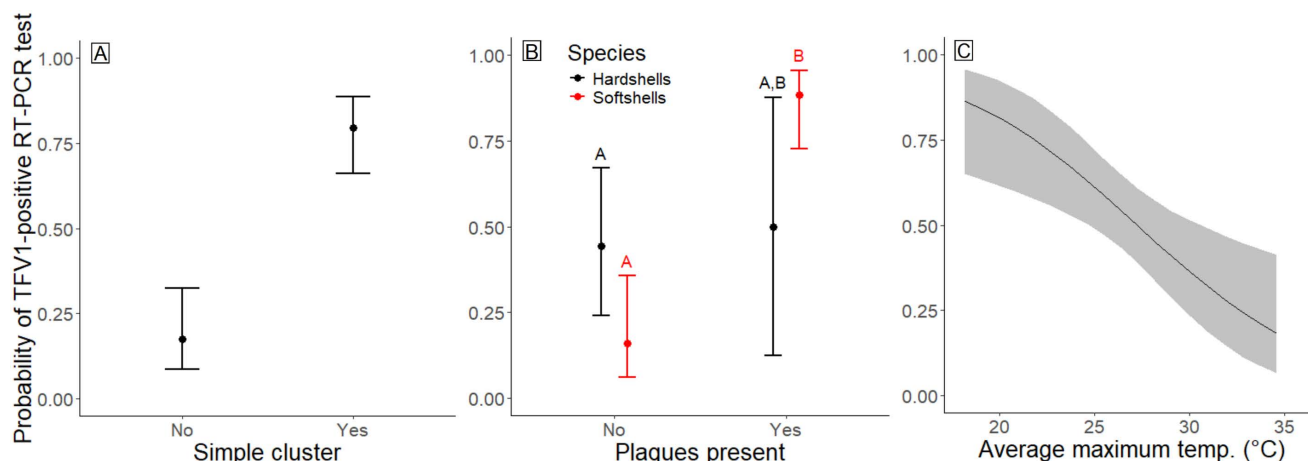 Probability of TFV1-positive RT-PCR test
A
1.00
0.75
0.50
0.25
0.00
No Yes
Simple cluster
B
Species
Hardshells
Softshells
1.00
0.75
0.50
0.25
0.00
A
A
A,B
B
No Yes
Plaques present
C
1.00
0.75
0.50
0.25
0.00
20 25 30 35
Average maximum temp. (°C)